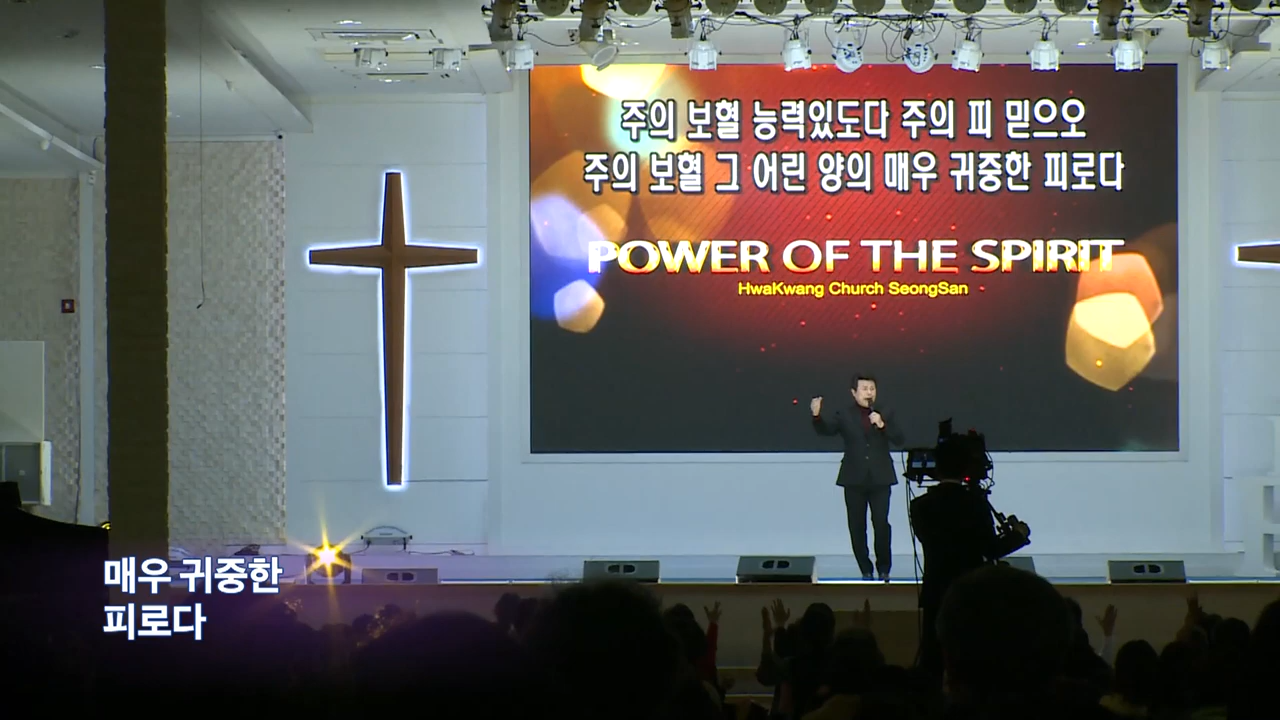 주의 보혈 능력있도다 주의 피 믿으오
주의 보혈 그 어린 양의 매우 귀중한 피로다
POWER OF THE SPIRIT
HwaKwang Church SeongSan
매우 귀중한
피로다